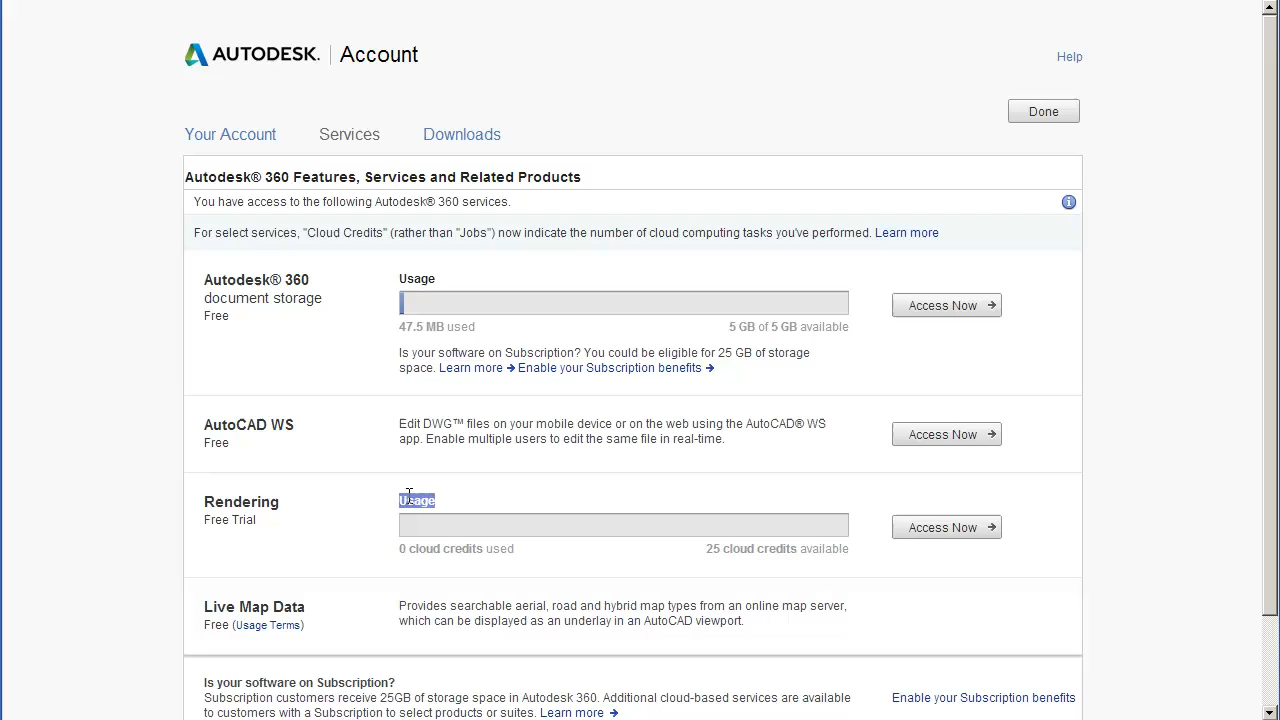 AUTODESK. | Account
Help
Done
Your Account Services Downloads
Autodesk® 360 Features, Services and Related Products
You have access to the following Autodesk® 360 services.
For select services, "Cloud Credits" (rather than "Jobs") now indicate the number of cloud computing tasks you've performed. Learn more
Autodesk® 360
document storage
Free
Usage
47.5 MB used 5 GB of 5 GB available
Is your software on Subscription? You could be eligible for 25 GB of storage
space. Learn more → Enable your Subscription benefits →
Access Now →
AutoCAD WS
Free
Edit DWG™ files on your mobile device or on the web using the AutoCAD® WS
app. Enable multiple users to edit the same file in real-time.
Access Now →
Rendering
Free Trial
Usage
0 cloud credits used 25 cloud credits available
Access Now →
Live Map Data
Free (Usage Terms)
Provides searchable aerial, road and hybrid map types from an online map server,
which can be displayed as an underlay in an AutoCAD viewport.
Is your software on Subscription?
Subscription customers receive 25GB of storage space in Autodesk 360. Additional cloud-based services are available
to customers with a Subscription to select products or suites. Learn more →
Enable your Subscription benefits